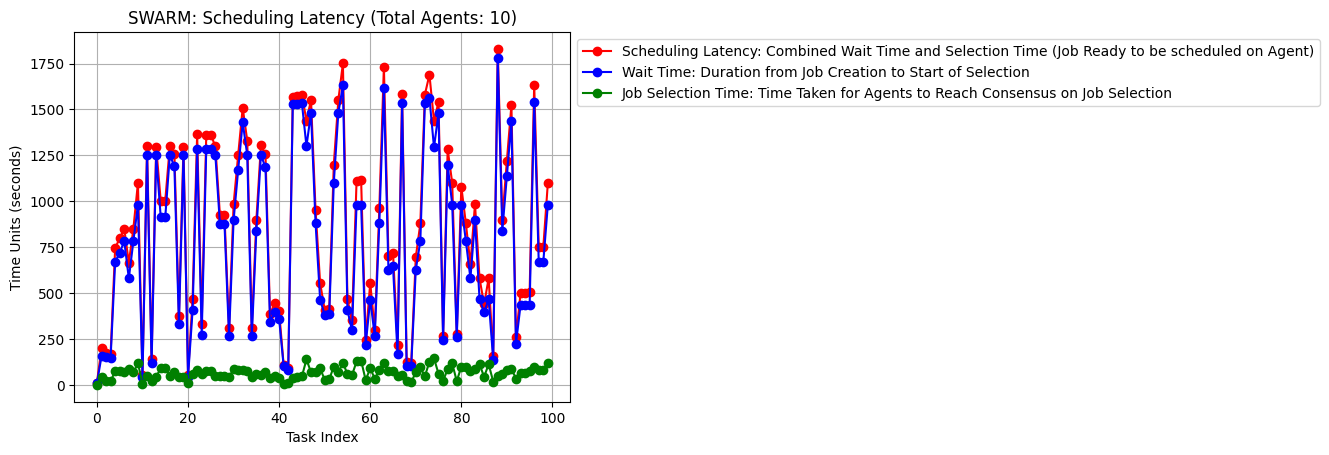 SWARM: Scheduling Latency (Total Agents: 10)
Scheduling Latency: Combined Wait Time and Selection Time (Job Ready to be scheduled on Agent)
Wait Time: Duration from Job Creation to Start of Selection
Job Selection Time: Time Taken for Agents to Reach Consensus on Job Selection
Time Units (seconds)
1750
1500
1250
1000
750
500
250
0
0 20 40 60 80 100
Task Index